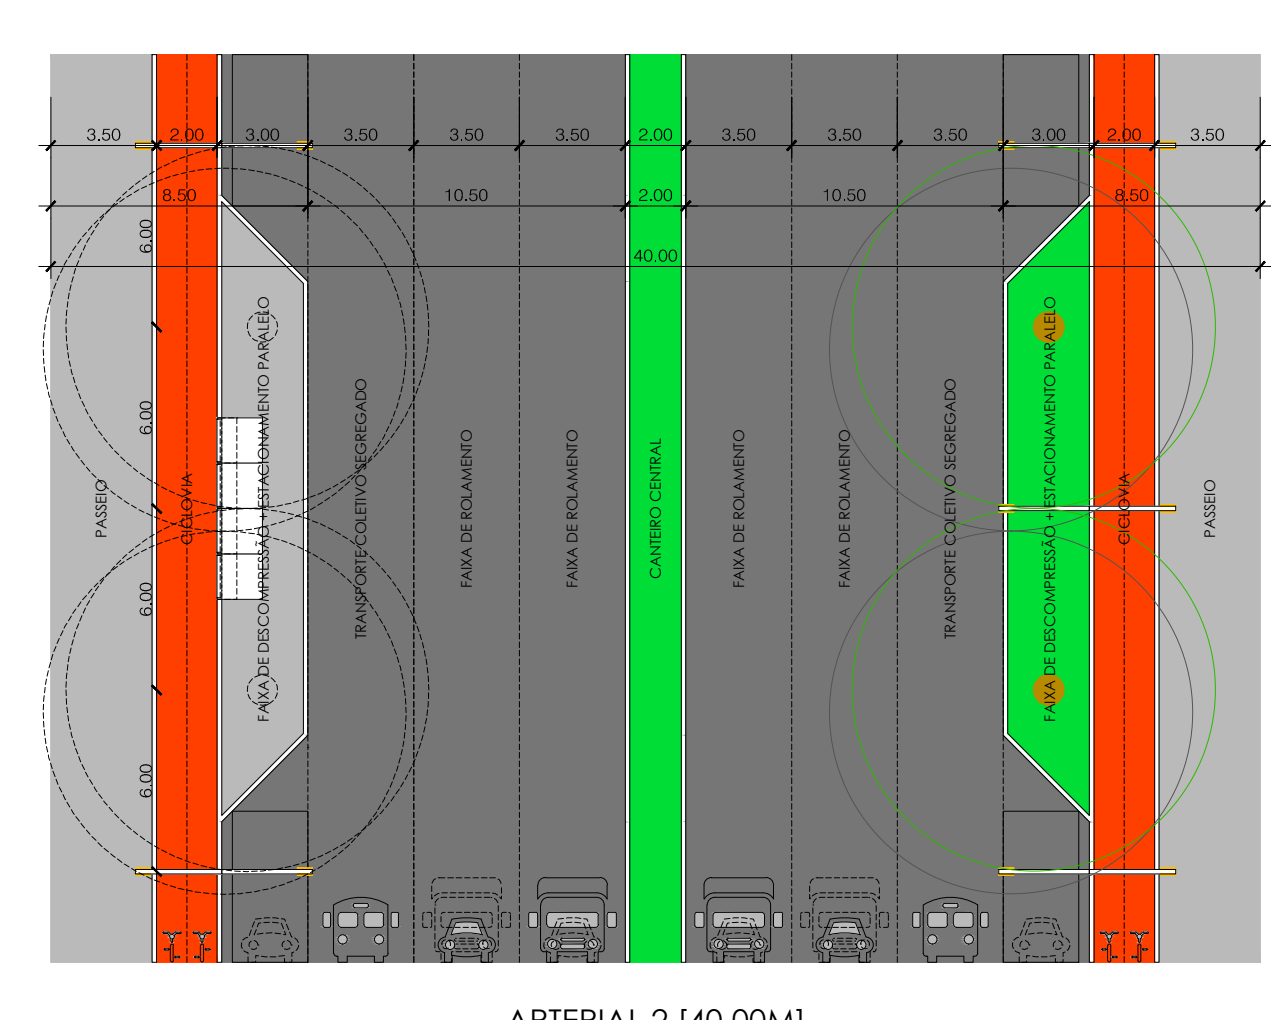 3.50 2.00 3.00 3.50 3.50 3.50 2.00 3.50 3.50 3.50 3.00 2.00 3.50
8.50 10.50 2.00 10.50 8.50
40.00
6.00
6.00
6.00
6.00
PASSEIO
CICLOVIA
FAIXA DE DESCOMPRESSÃO + ESTACIONAMENTO PARALELO
TRANSPORTE COLETIVO SEGREGADO
FAIXA DE ROLAMENTO
FAIXA DE ROLAMENTO
CANTEIRO CENTRAL
FAIXA DE ROLAMENTO
FAIXA DE ROLAMENTO
TRANSPORTE COLETIVO SEGREGADO
FAIXA DE DESCOMPRESSÃO + ESTACIONAMENTO PARALELO
CICLOVIA
PASSEIO
ARTERIAL 2 [40.00M]